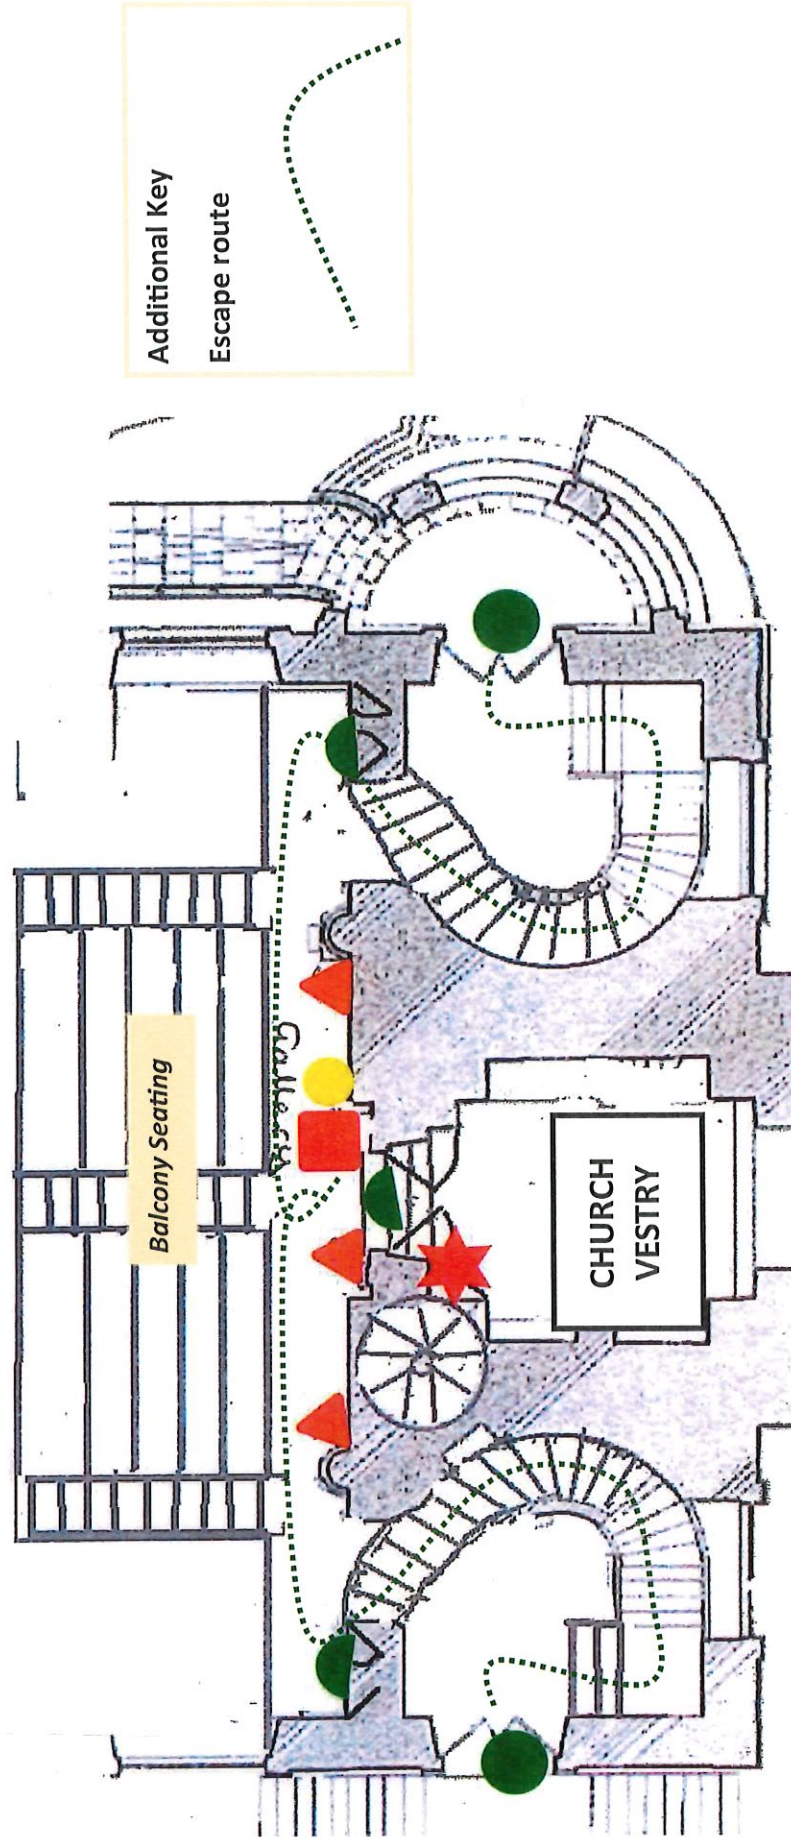 Additional Key
Escape route
Balcony Seating
Gallery
CHURCH
VESTRY